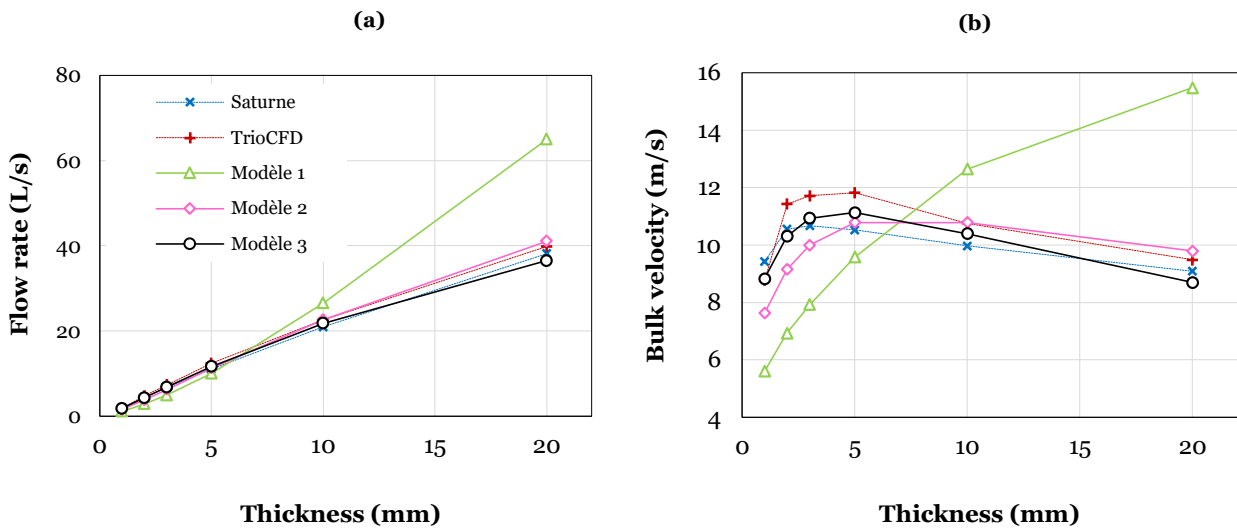 (a)
Flow rate (L/s)
80
60
40
20
0
Saturne
TrioCFD
Modèle 1
Modèle 2
Modèle 3
0 5 10 15 20
Thickness (mm)
(b)
Bulk velocity (m/s)
16
14
12
10
8
6
4
0 5 10 15 20
Thickness (mm)